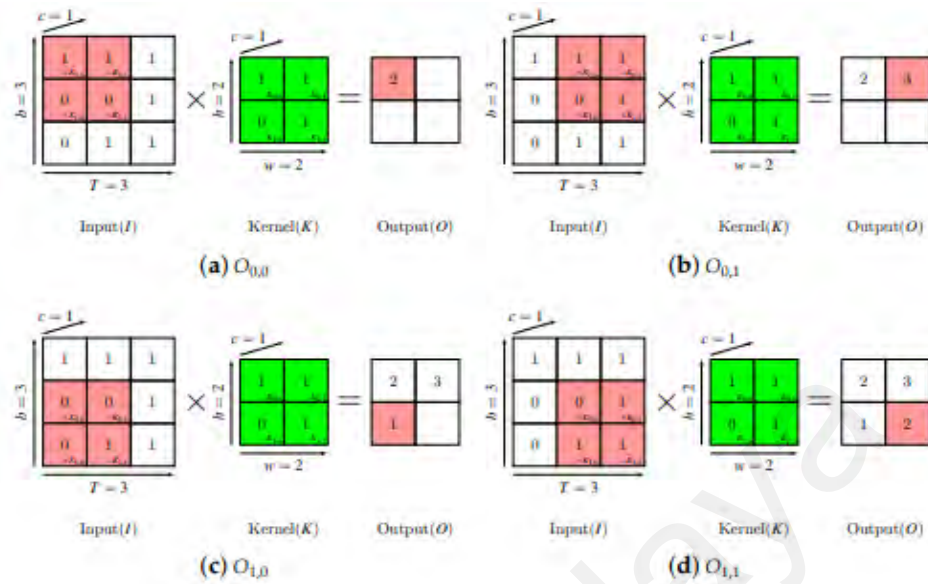 c = 1 c = 1 c = 1 c = 1
1 1 1 1 1 2 1 1 1 1 1 2 3
b = 3 0 0 1 × h = 2 0 1 = b = 3 0 0 1 × h = 2 0 1 =
0 1 1 w = 2 0 1 1 w = 2
T = 3 T = 3
Input(I) Kernel(K) Output(O) Input(I) Kernel(K) Output(O)
(a) O0,0 (b) O0,1
c = 1 c = 1 c = 1 c = 1
1 1 1 1 1 2 3 1 1 1 1 1 2 3
b = 3 0 0 1 × h = 2 0 1 = 1 b = 3 0 0 1 × h = 2 0 1 = 1 2
0 1 1 w = 2 0 1 1 w = 2
T = 3 T = 3
Input(I) Kernel(K) Output(O) Input(I) Kernel(K) Output(O)
(c) O1,0 (d) O1,1